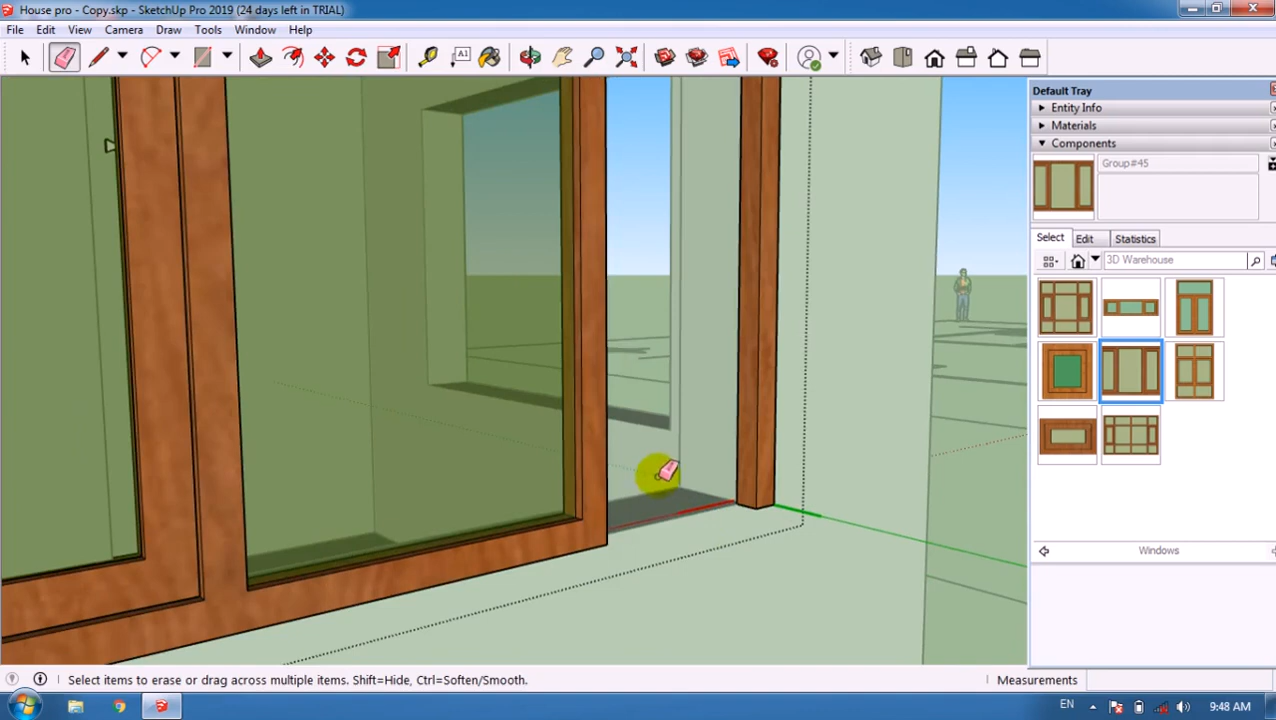 House pro - Copy.skp - SketchUp Pro 2019 (24 days left in TRIAL)
File Edit View Camera Draw Tools Window Help
A1
Default Tray
Entity Info
Materials
Components
Group#45
Select Edit Statistics
3D Warehouse
Windows
Select items to erase or drag across multiple items. Shift=Hide, Ctrl=Soften/Smooth.
Measurements
EN
9:48 AM